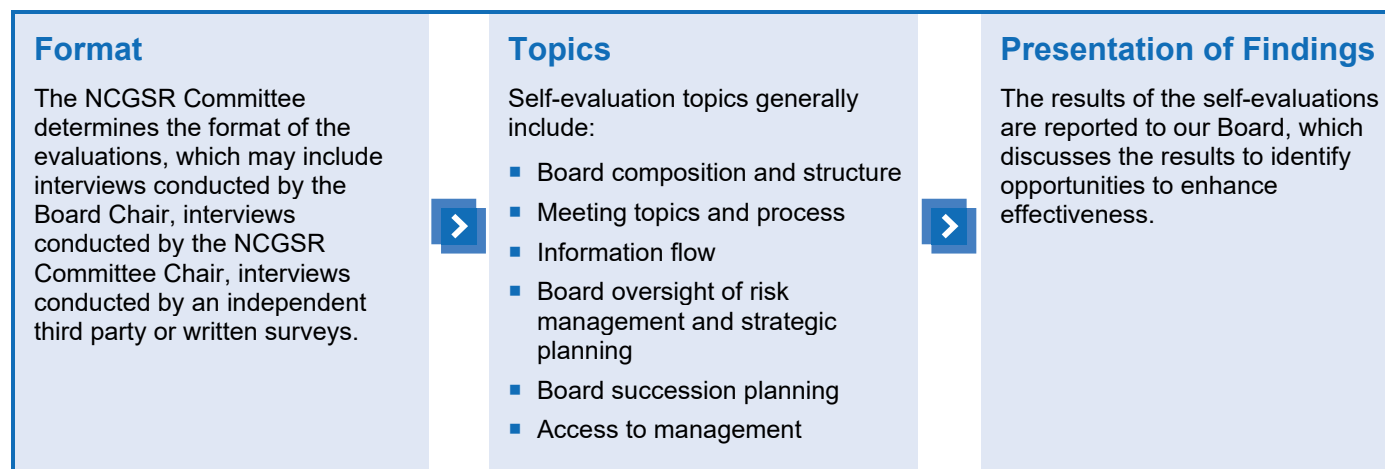 Format
The NCGSR Committee
determines the format of the
evaluations, which may include
interviews conducted by the
Board Chair, interviews
conducted by the NCGSR
Committee Chair, interviews
conducted by an independent
third party or written surveys.
Topics
Self-evaluation topics generally
include:
▪ Board composition and structure
▪ Meeting topics and process
▪ Information flow
▪ Board oversight of risk
management and strategic
planning
▪ Board succession planning
▪ Access to management
Presentation of Findings
The results of the self-evaluations
are reported to our Board, which
discusses the results to identify
opportunities to enhance
effectiveness.